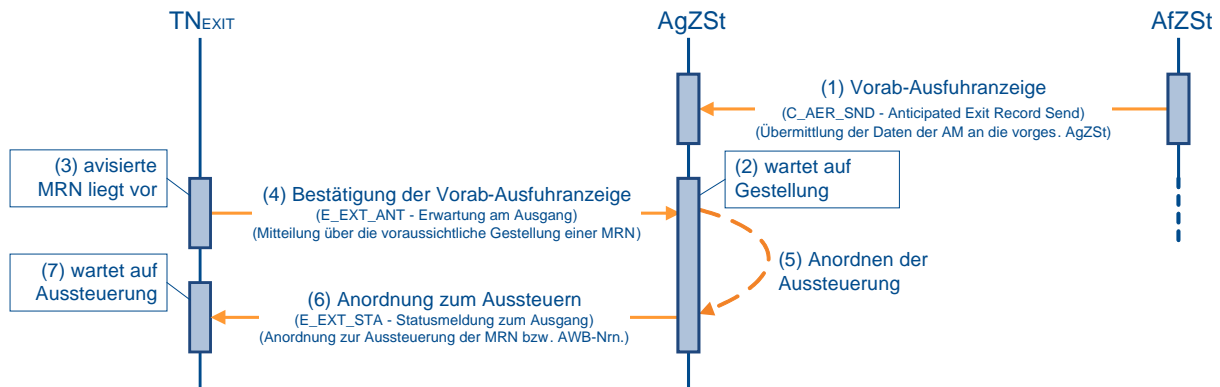 TNEXIT
AgZSt
AfZSt
(1) Vorab-Ausfuhranzeige
(C_AER_SND - Anticipated Exit Record Send)
(Übermittlung der Daten der AM an die vorges. AgZSt)
(3) avisierte
MRN liegt vor
(2) wartet auf
Gestellung
(4) Bestätigung der Vorab-Ausfuhranzeige
(E_EXT_ANT - Erwartung am Ausgang)
(Mitteilung über die voraussichtliche Gestellung einer MRN)
(5) Anordnen der
Aussteuerung
(7) wartet auf
Aussteuerung
(6) Anordnung zum Aussteuern
(E_EXT_STA - Statusmeldung zum Ausgang)
(Anordnung zur Aussteuerung der MRN bzw. AWB-Nrn.)